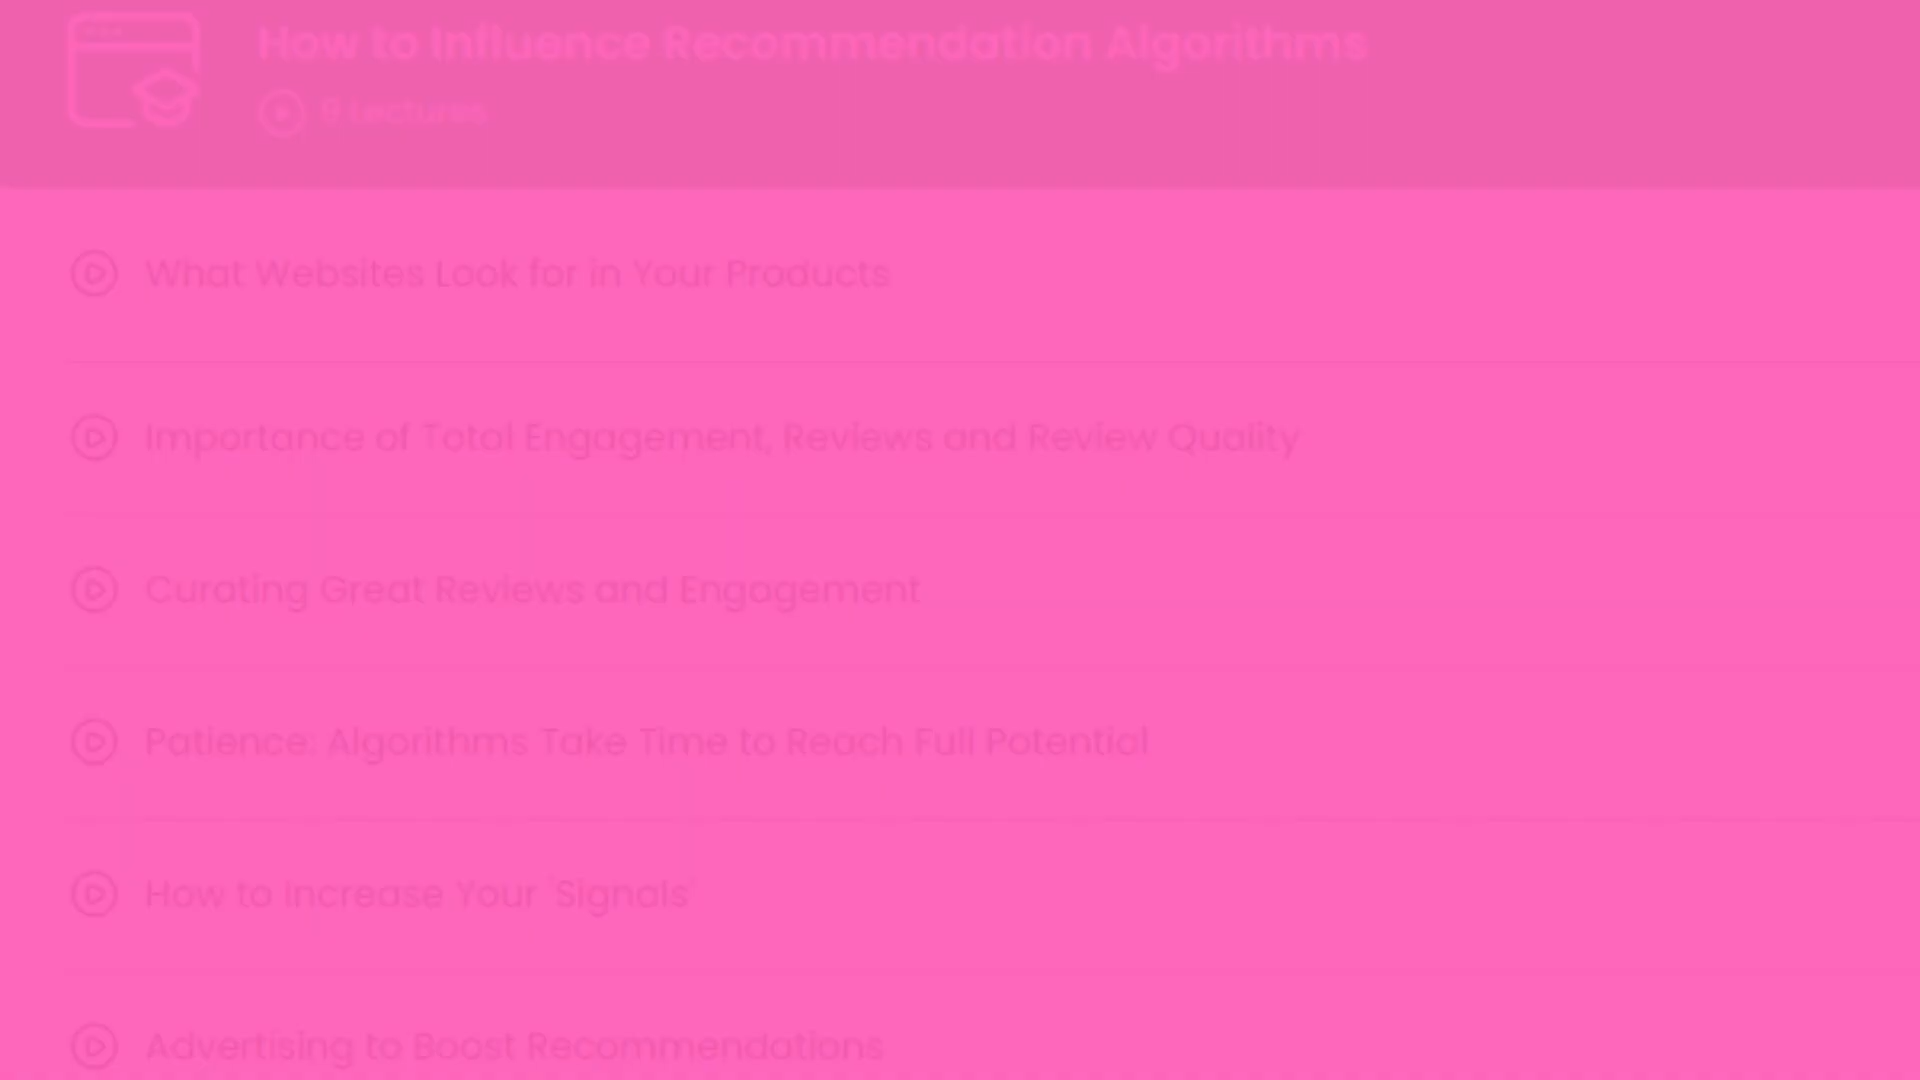 How to Influence Recommendation Algorithms
9 Lectures
What Websites Look for in Your Products
Importance of Total Engagement, Reviews and Review Quality
Curating Great Reviews and Engagement
Patience: Algorithms Take Time to Reach Full Potential
How to Increase Your 'Signals'
Advertising to Boost Recommendations